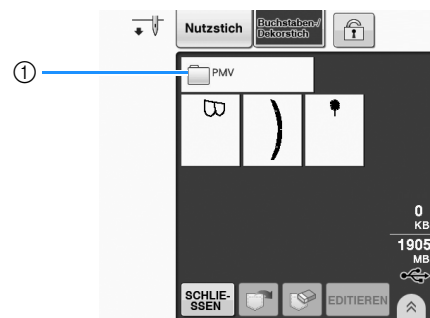 Nutzstich
Buchstaben-/
Dekorstich
①
PMV
0
KB
1905
MB
SCHLIE-
SSEN
EDITIEREN